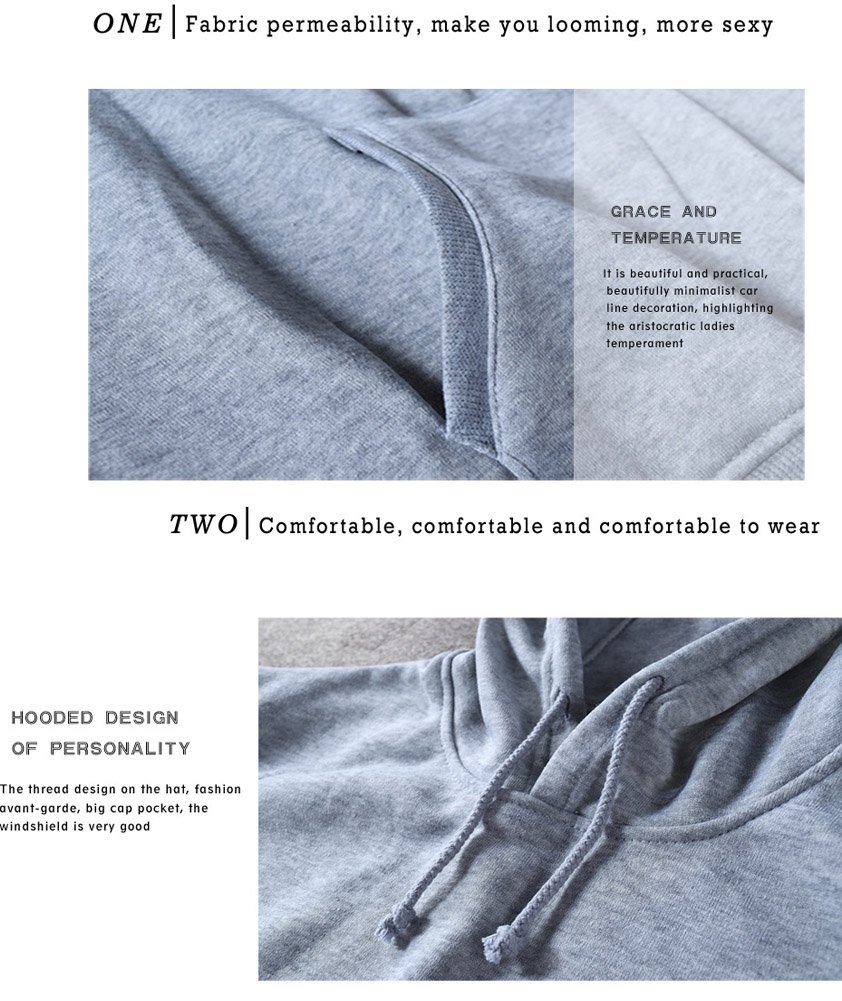 ONE | Fabric permeability, make you looming, more sexy
GRACE AND
TEMPERATURE
It is beautiful and practical,
beautifully minimalist car
line decoration, highlighting
the aristocratic ladies
temperament
TWO | Comfortable, comfortable and comfortable to wear
HOODED DESIGN
OF PERSONALITY
The thread design on the hat, fashion
avant-garde, big cap pocket, the
windshield is very good